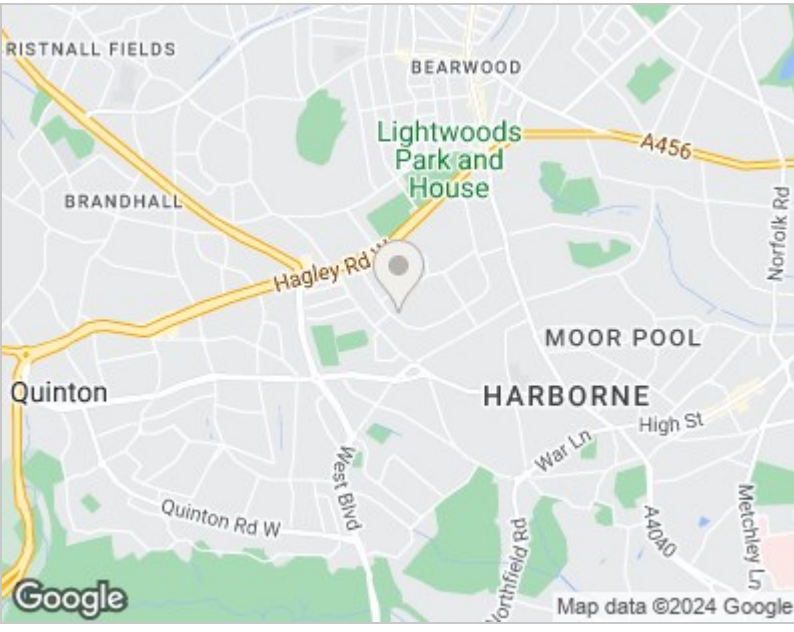 RISTNALL FIELDS
BEARWOOD
Lightwoods
Park and
House
A456
BRANDHALL
Norfolk Rd
Hagley Rd W
MOOR POOL
Quinton
HARBORNE
High St
War Ln
West Blvd
Quinton Rd W
Metchley Ln
A4040
Northfield Rd
Google
Map data ©2024 Google